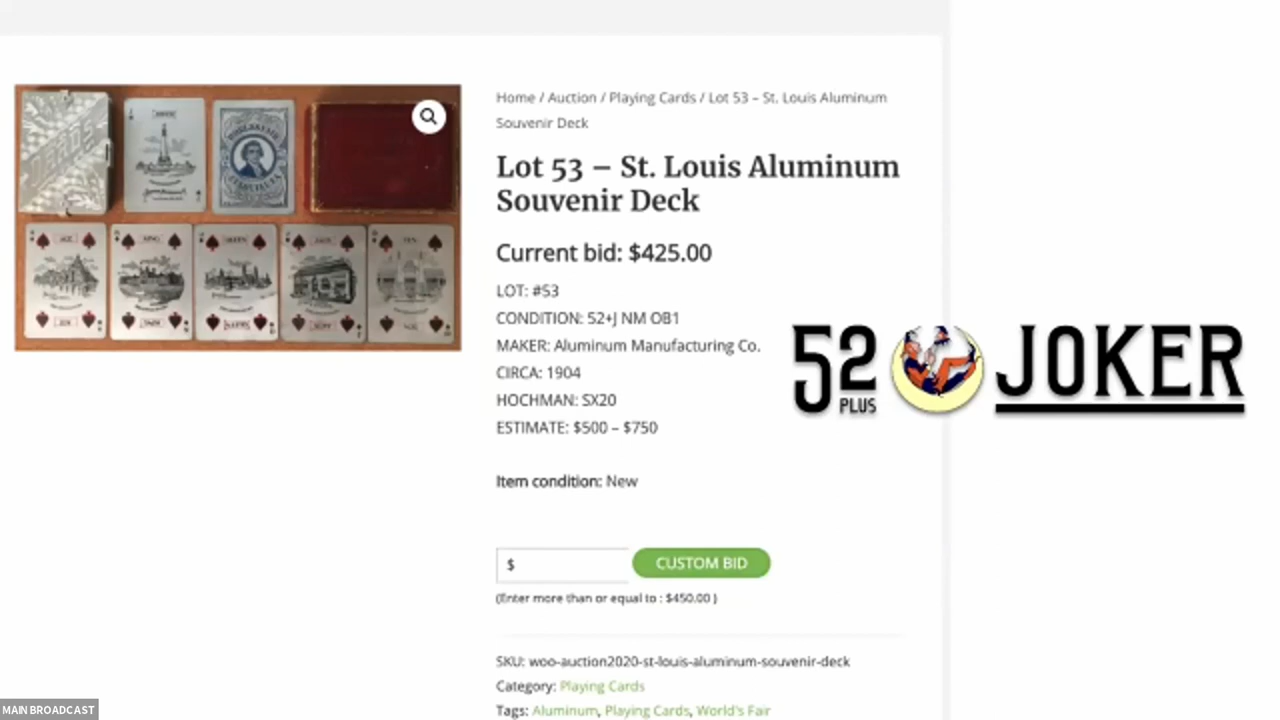 Home / Auction / Playing Cards / Lot 53 – St. Louis Aluminum
Souvenir Deck
Lot 53 – St. Louis Aluminum
Souvenir Deck
Current bid: $425.00
LOT: #53
CONDITION: 52+J NM OB1
MAKER: Aluminum Manufacturing Co.
CIRCA: 1904
HOCHMAN: SX20
ESTIMATE: $500 – $750
Item condition: New
$ CUSTOM BID
(Enter more than or equal to : $450.00 )
SKU: woo-auction2020-st-louis-aluminum-souvenir-deck
Category: Playing Cards
Tags: Aluminum, Playing Cards, World's Fair
52 PLUS JOKER
MAIN BROADCAST